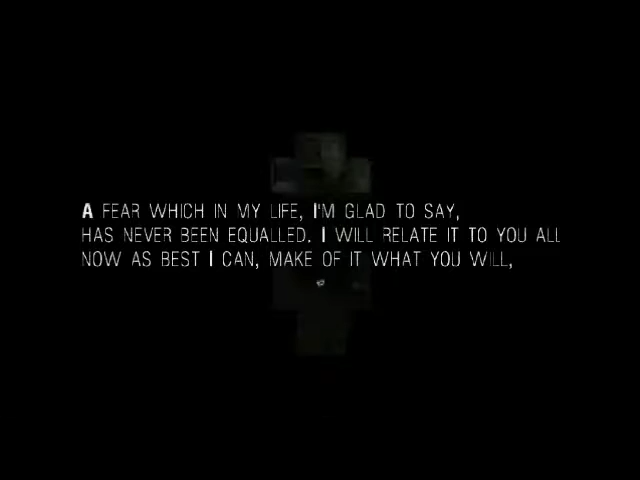 A FEAR WHICH IN MY LIFE, I'M GLAD TO SAY,
HAS NEVER BEEN EQUALLED. I WILL RELATE IT TO YOU ALL
NOW AS BEST I CAN, MAKE OF IT WHAT YOU WILL,